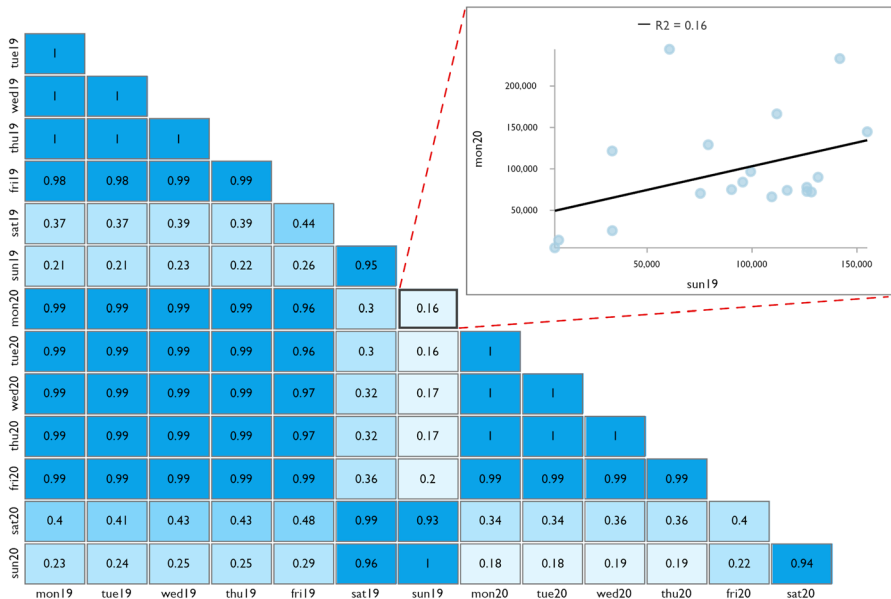 R2 = 0.16
200,000
150,000
100,000
50,000
mon20
50,000 100,000 150,000
sun19
tue19 1
wed19 1 1
thu19 1 1 1
fri19 0.98 0.98 0.99 0.99
sat19 0.37 0.37 0.39 0.39 0.44
sun19 0.21 0.21 0.23 0.22 0.26 0.95
mon20 0.99 0.99 0.99 0.99 0.96 0.3 0.16
tue20 0.99 0.99 0.99 0.99 0.96 0.3 0.16 1
wed20 0.99 0.99 0.99 0.99 0.97 0.32 0.17 1 1
thu20 0.99 0.99 0.99 0.99 0.97 0.32 0.17 1 1 1
fri20 0.99 0.99 0.99 0.99 0.99 0.36 0.2 0.99 0.99 0.99 0.99
sat20 0.4 0.41 0.43 0.43 0.48 0.99 0.93 0.34 0.34 0.36 0.36 0.4
sun20 0.23 0.24 0.25 0.25 0.29 0.96 1 0.18 0.18 0.19 0.19 0.22 0.94
mon19 tue19 wed19 thu19 fri19 sat19 sun19 mon20 tue20 wed20 thu20 fri20 sat20